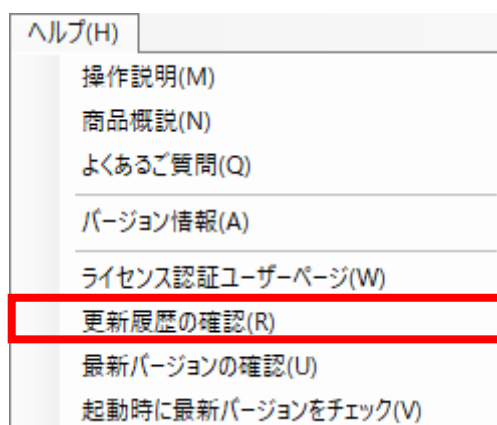 ヘルプ(H)
操作説明(M)
商品概説(N)
よくあるご質問(Q)
バージョン情報(A)
ライセンス認証ユーザーページ(W)
更新履歴の確認(R)
最新バージョンの確認(U)
起動時に最新バージョンをチェック(V)